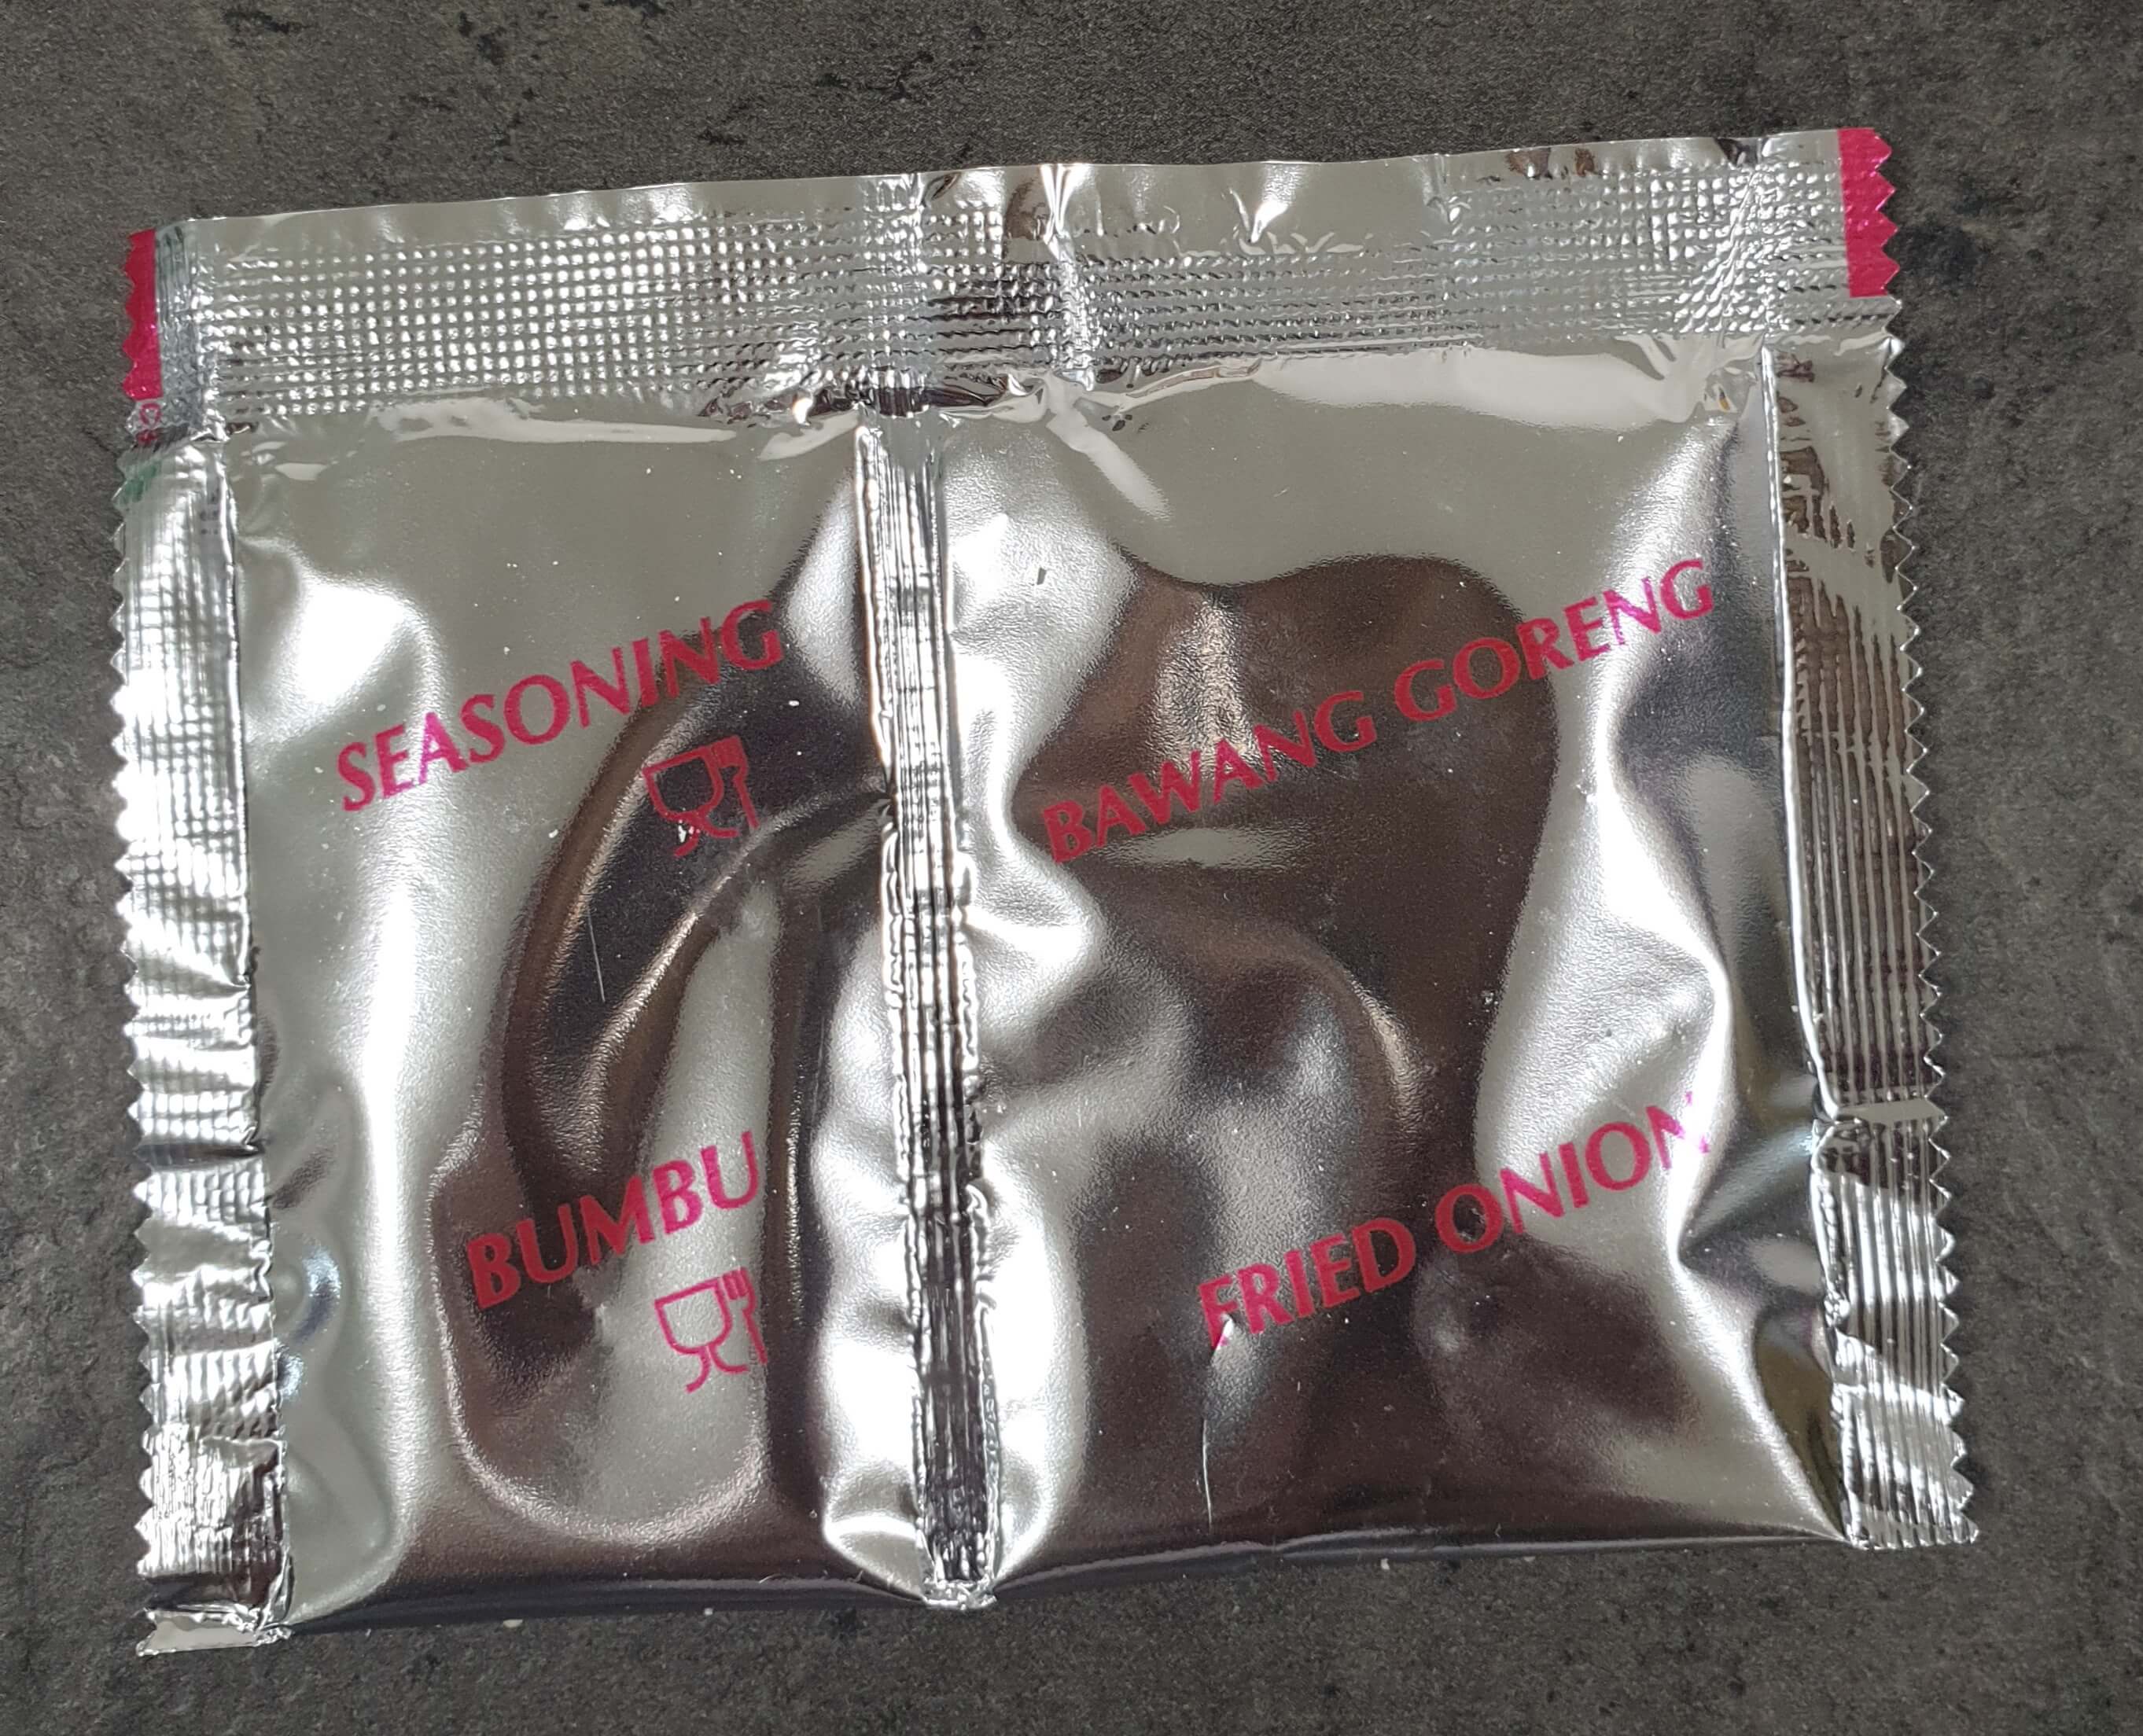 SEASONING
BAWANG GORENG
BUMBU
FRIED ONION